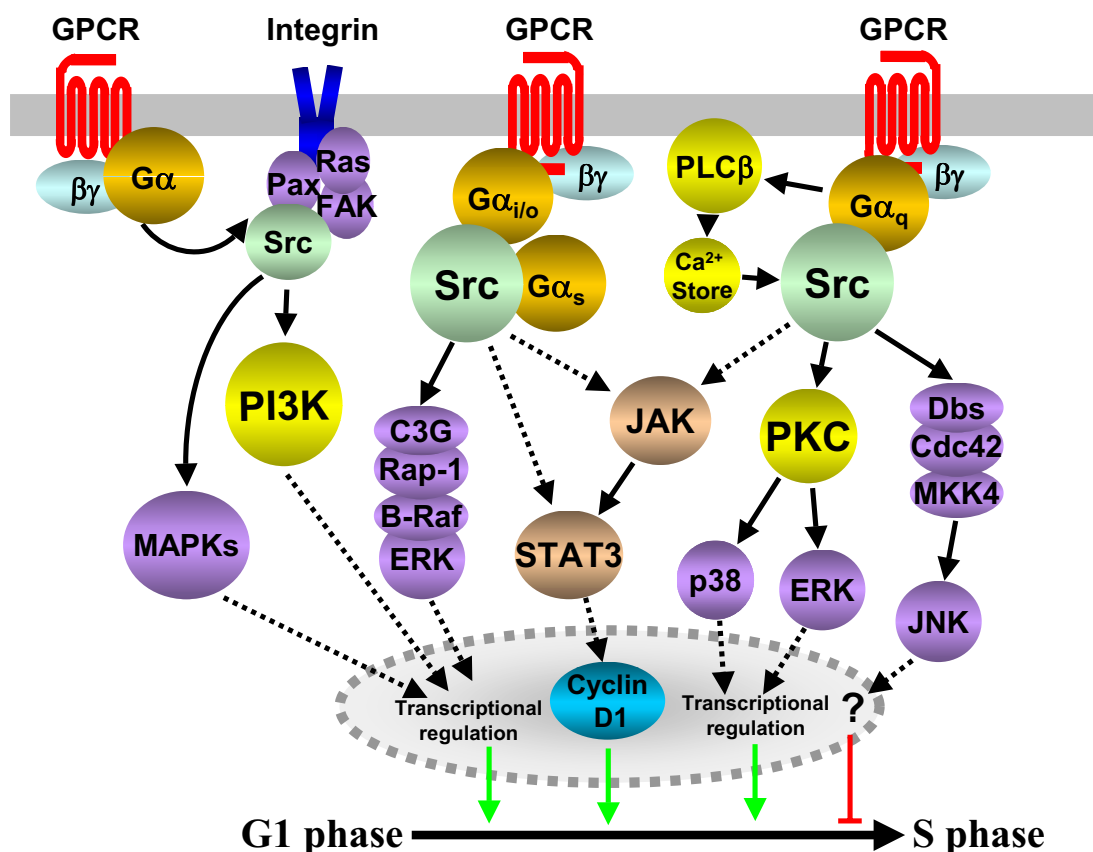 GPCR
Integrin
GPCR
GPCR
βγ
Gα
Pax
Ras
FAK
Src
Gαi/o
βγ
Src
Gαs
PLCβ
Ca2+
Store
Gαq
βγ
Src
PI3K
MAPKs
C3G
Rap-1
B-Raf
ERK
JAK
STAT3
PKC
p38
ERK
Dbs
Cdc42
MKK4
JNK
Transcriptional
regulation
Cyclin
D1
Transcriptional
regulation
?
G1 phase
S phase